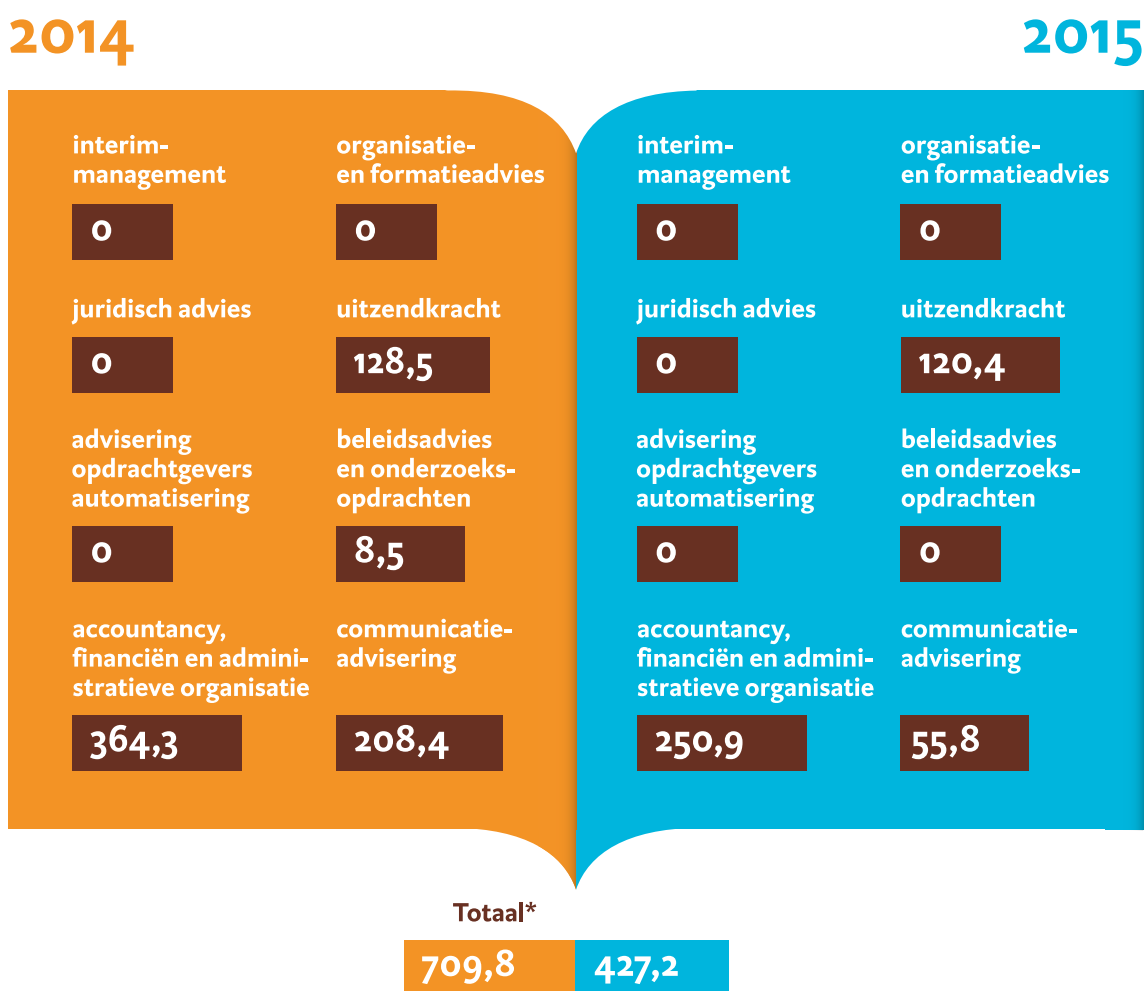 2014
2015
interim-
management
0
organisatie-
en formatieadvies
0
juridisch advies
0
uitzendkracht
128,5
advisering
opdrachtgevers
automatisering
0
beleidsadvies
en onderzoeks-
opdrachten
8,5
accountancy,
financiën en admini-
stratieve organisatie
364,3
communicatie-
advisering
208,4
interim-
management
0
organisatie-
en formatieadvies
0
juridisch advies
0
uitzendkracht
120,4
advisering
opdrachtgevers
automatisering
0
beleidsadvies
en onderzoeks-
opdrachten
0
accountancy,
financiën en admini-
stratieve organisatie
250,9
communicatie-
advisering
55,8
Totaal*
709,8
427,2